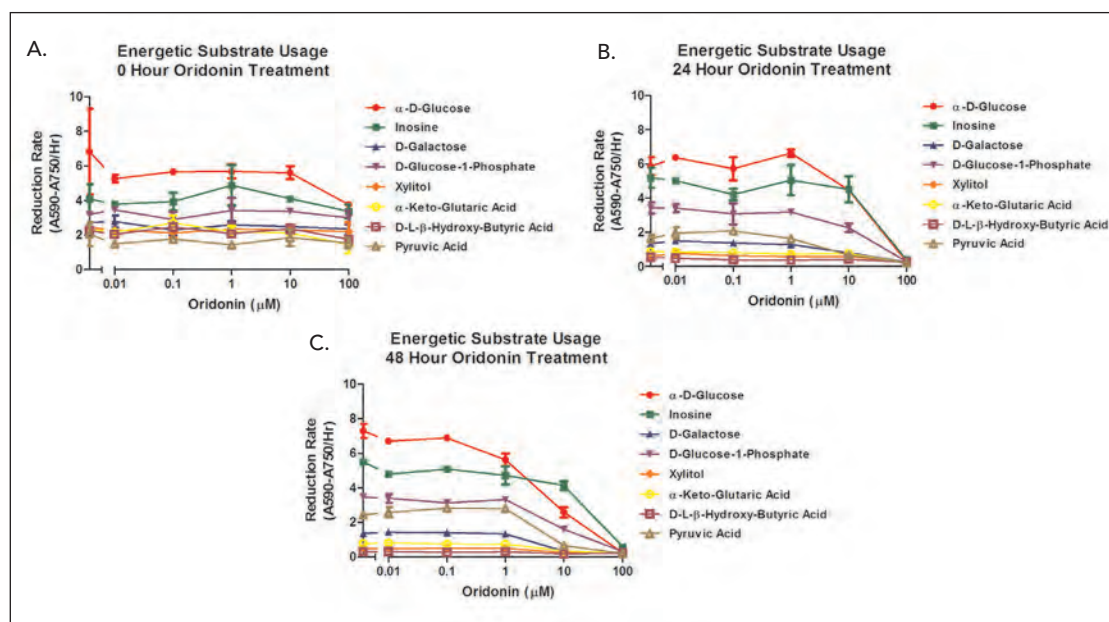 A.
Energetic Substrate Usage
0 Hour Oridonin Treatment
Reduction Rate
(A590-A750/Hr)
10
8
6
4
2
0
0.01 0.1 1 10 100
Oridonin (μM)
α-D-Glucose
Inosine
D-Galactose
D-Glucose-1-Phosphate
Xylitol
α-Keto-Glutaric Acid
D-L-β-Hydroxy-Butyric Acid
Pyruvic Acid
B.
Energetic Substrate Usage
24 Hour Oridonin Treatment
Reduction Rate
(A590-A750/Hr)
10
8
6
4
2
0
0.01 0.1 1 10 100
Oridonin (μM)
α-D-Glucose
Inosine
D-Galactose
D-Glucose-1-Phosphate
Xylitol
α-Keto-Glutaric Acid
D-L-β-Hydroxy-Butyric Acid
Pyruvic Acid
C.
Energetic Substrate Usage
48 Hour Oridonin Treatment
Reduction Rate
(A590-A750/Hr)
10
8
6
4
2
0
0.01 0.1 1 10 100
Oridonin (μM)
α-D-Glucose
Inosine
D-Galactose
D-Glucose-1-Phosphate
Xylitol
α-Keto-Glutaric Acid
D-L-β-Hydroxy-Butyric Acid
Pyruvic Acid